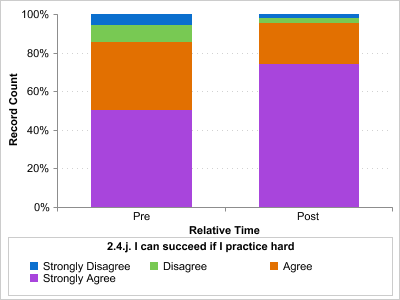 100%
80%
60%
40%
20%
0%
Record Count
Pre
Post
Relative Time
2.4.j. I can succeed if I practice hard
Strongly Disagree
Disagree
Agree
Strongly Agree